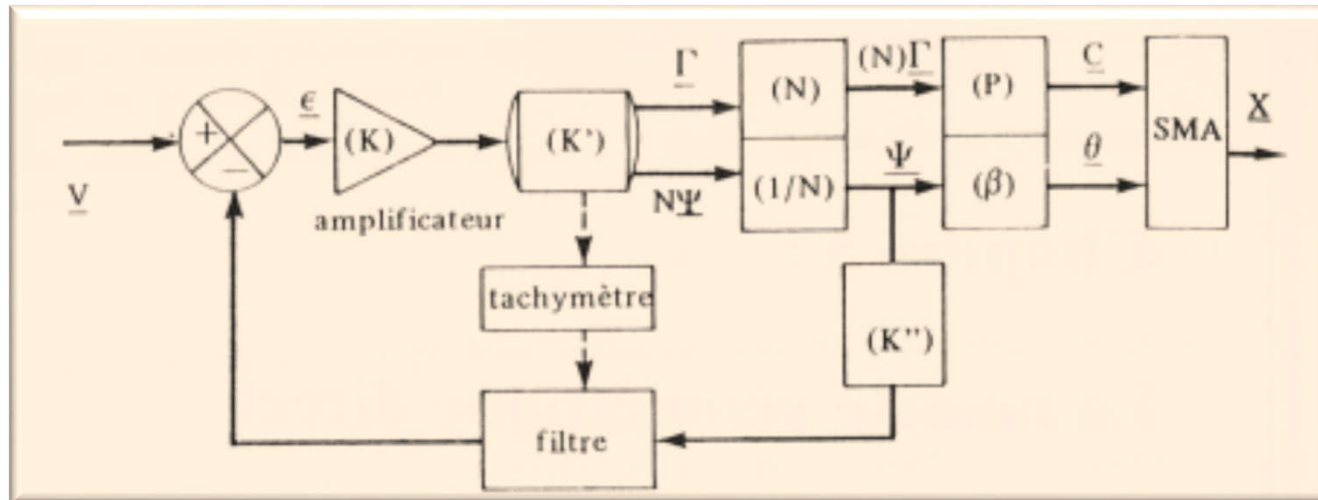 V
+
−
ϵ
(K)
amplificateur
(K')
Γ
NΨ
(N)
(1/N)
(N)Γ
Ψ
(P)
(β)
C
θ
SMA
X
tachymètre
(K'')
filtre